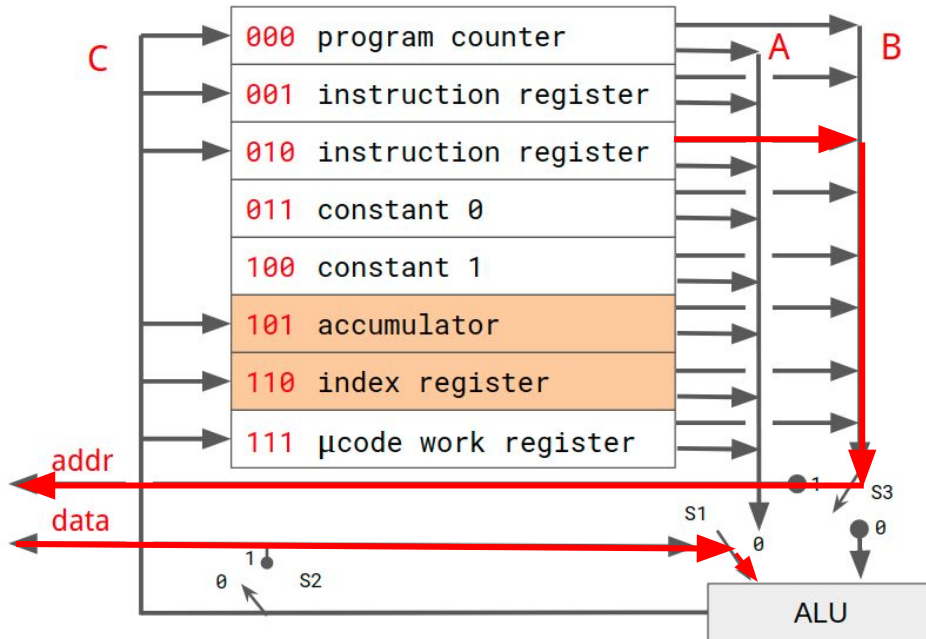 C
A
B
000 program counter
001 instruction register
010 instruction register
011 constant 0
100 constant 1
101 accumulator
110 index register
111 µcode work register
addr
1
S3
data
S1
0
0
1
0
S2
ALU